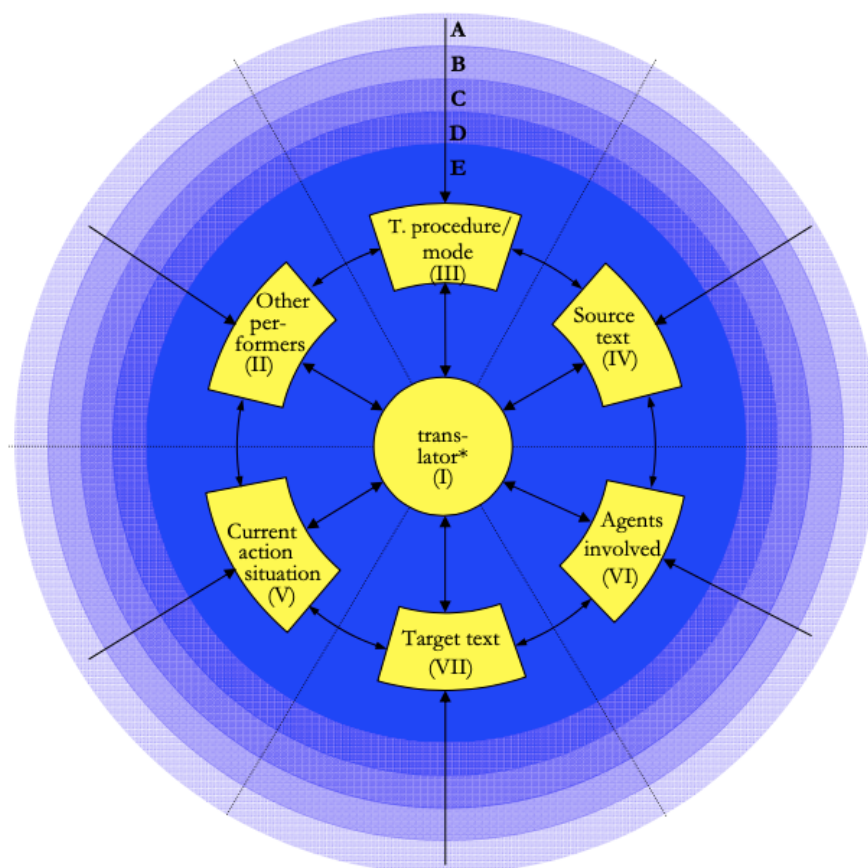 A
B
C
D
E
T. procedure/
mode
(III)
Other
per-
formers
(II)
Source
text
(IV)
trans-
lator*
(I)
Current
action
situation
(V)
Agents
involved
(VI)
Target text
(VII)